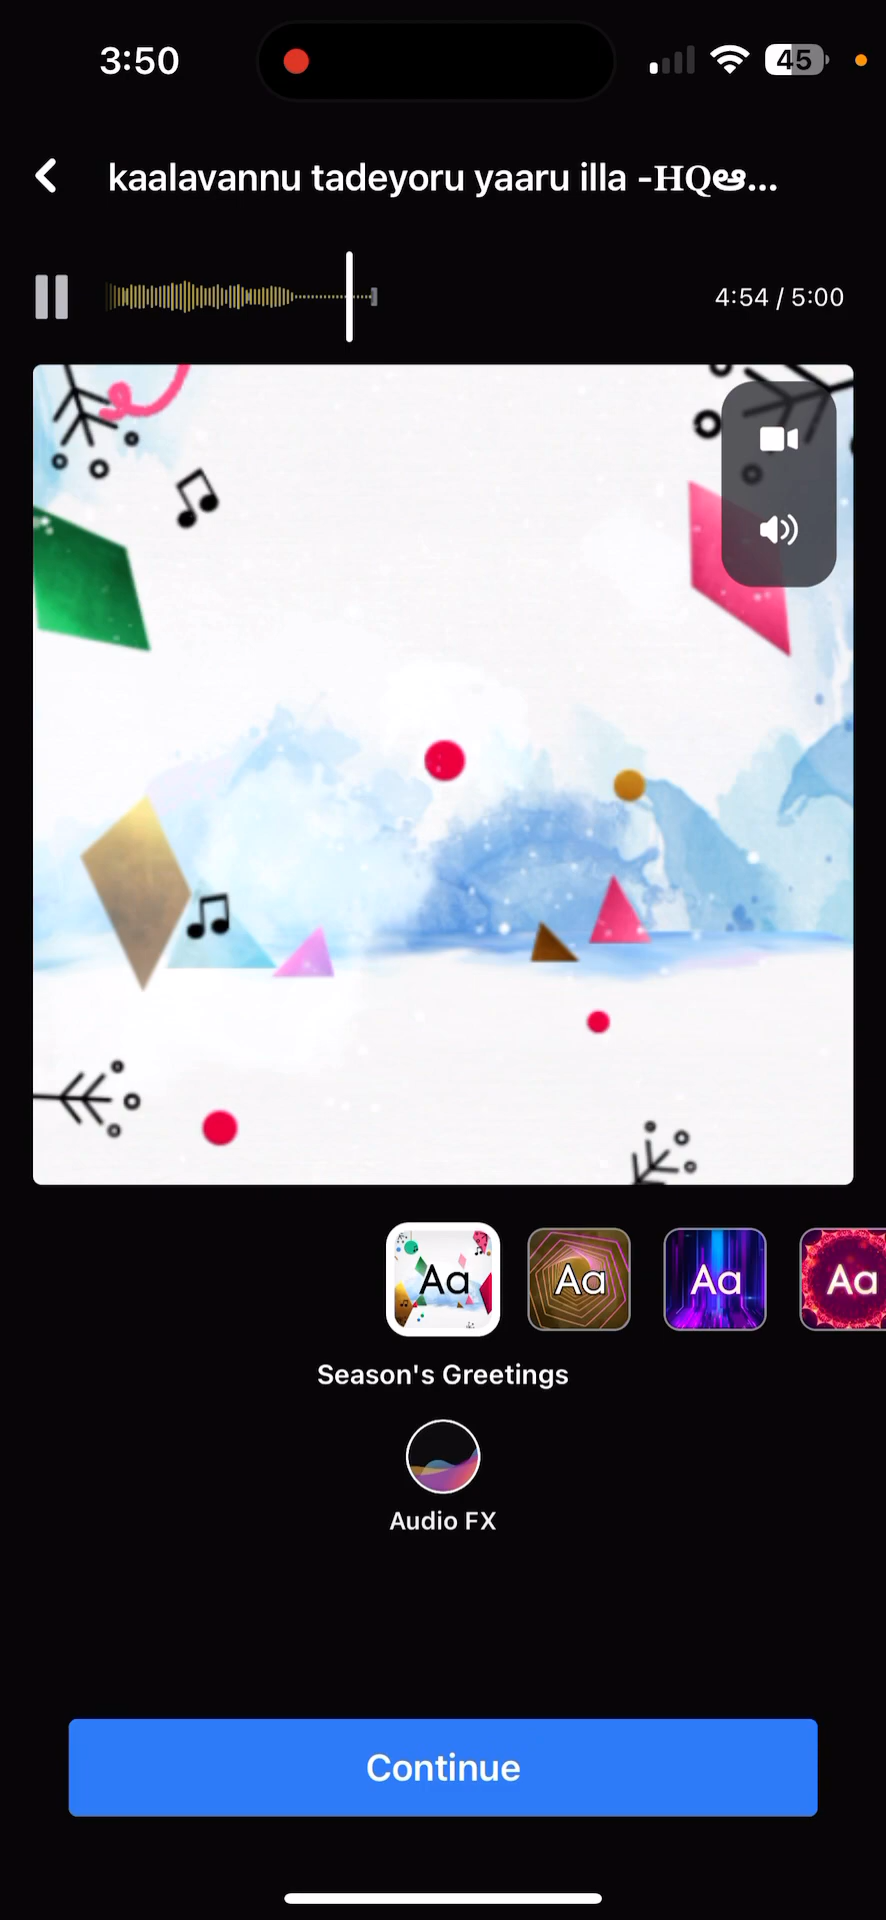 3:50
45
kaalavannu tadeyoru yaaru illa -𝐇𝐐ಆ...
4:54 / 5:00
Aa Aa Aa Aa
Season's Greetings
Audio FX
Continue